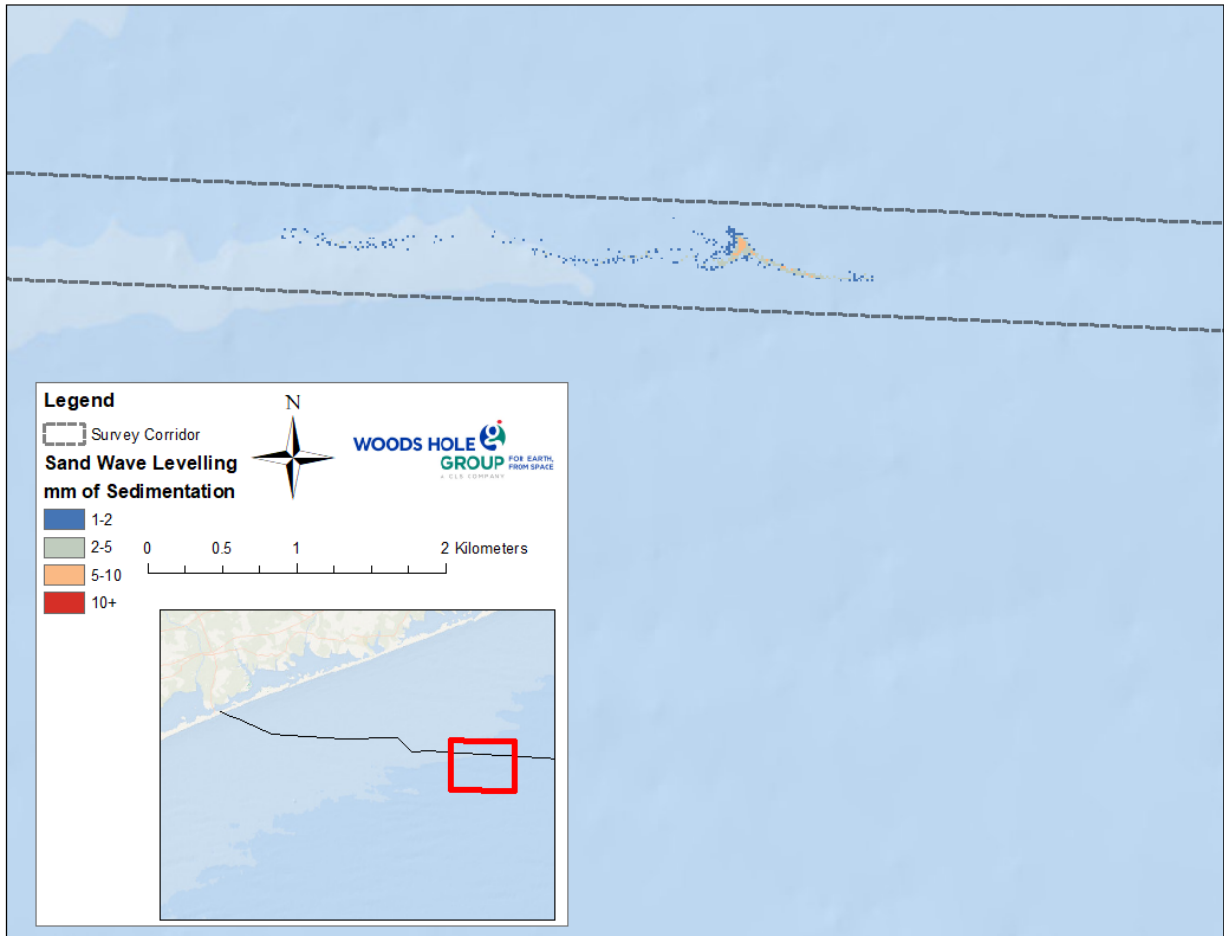 Legend
N
Survey Corridor
WOODS HOLE
GROUP
FOR EARTH,
FROM SPACE
A CLS COMPANY
Sand Wave Levelling
mm of Sedimentation
1-2
2-5
5-10
10+
0 0.5 1 2 Kilometers